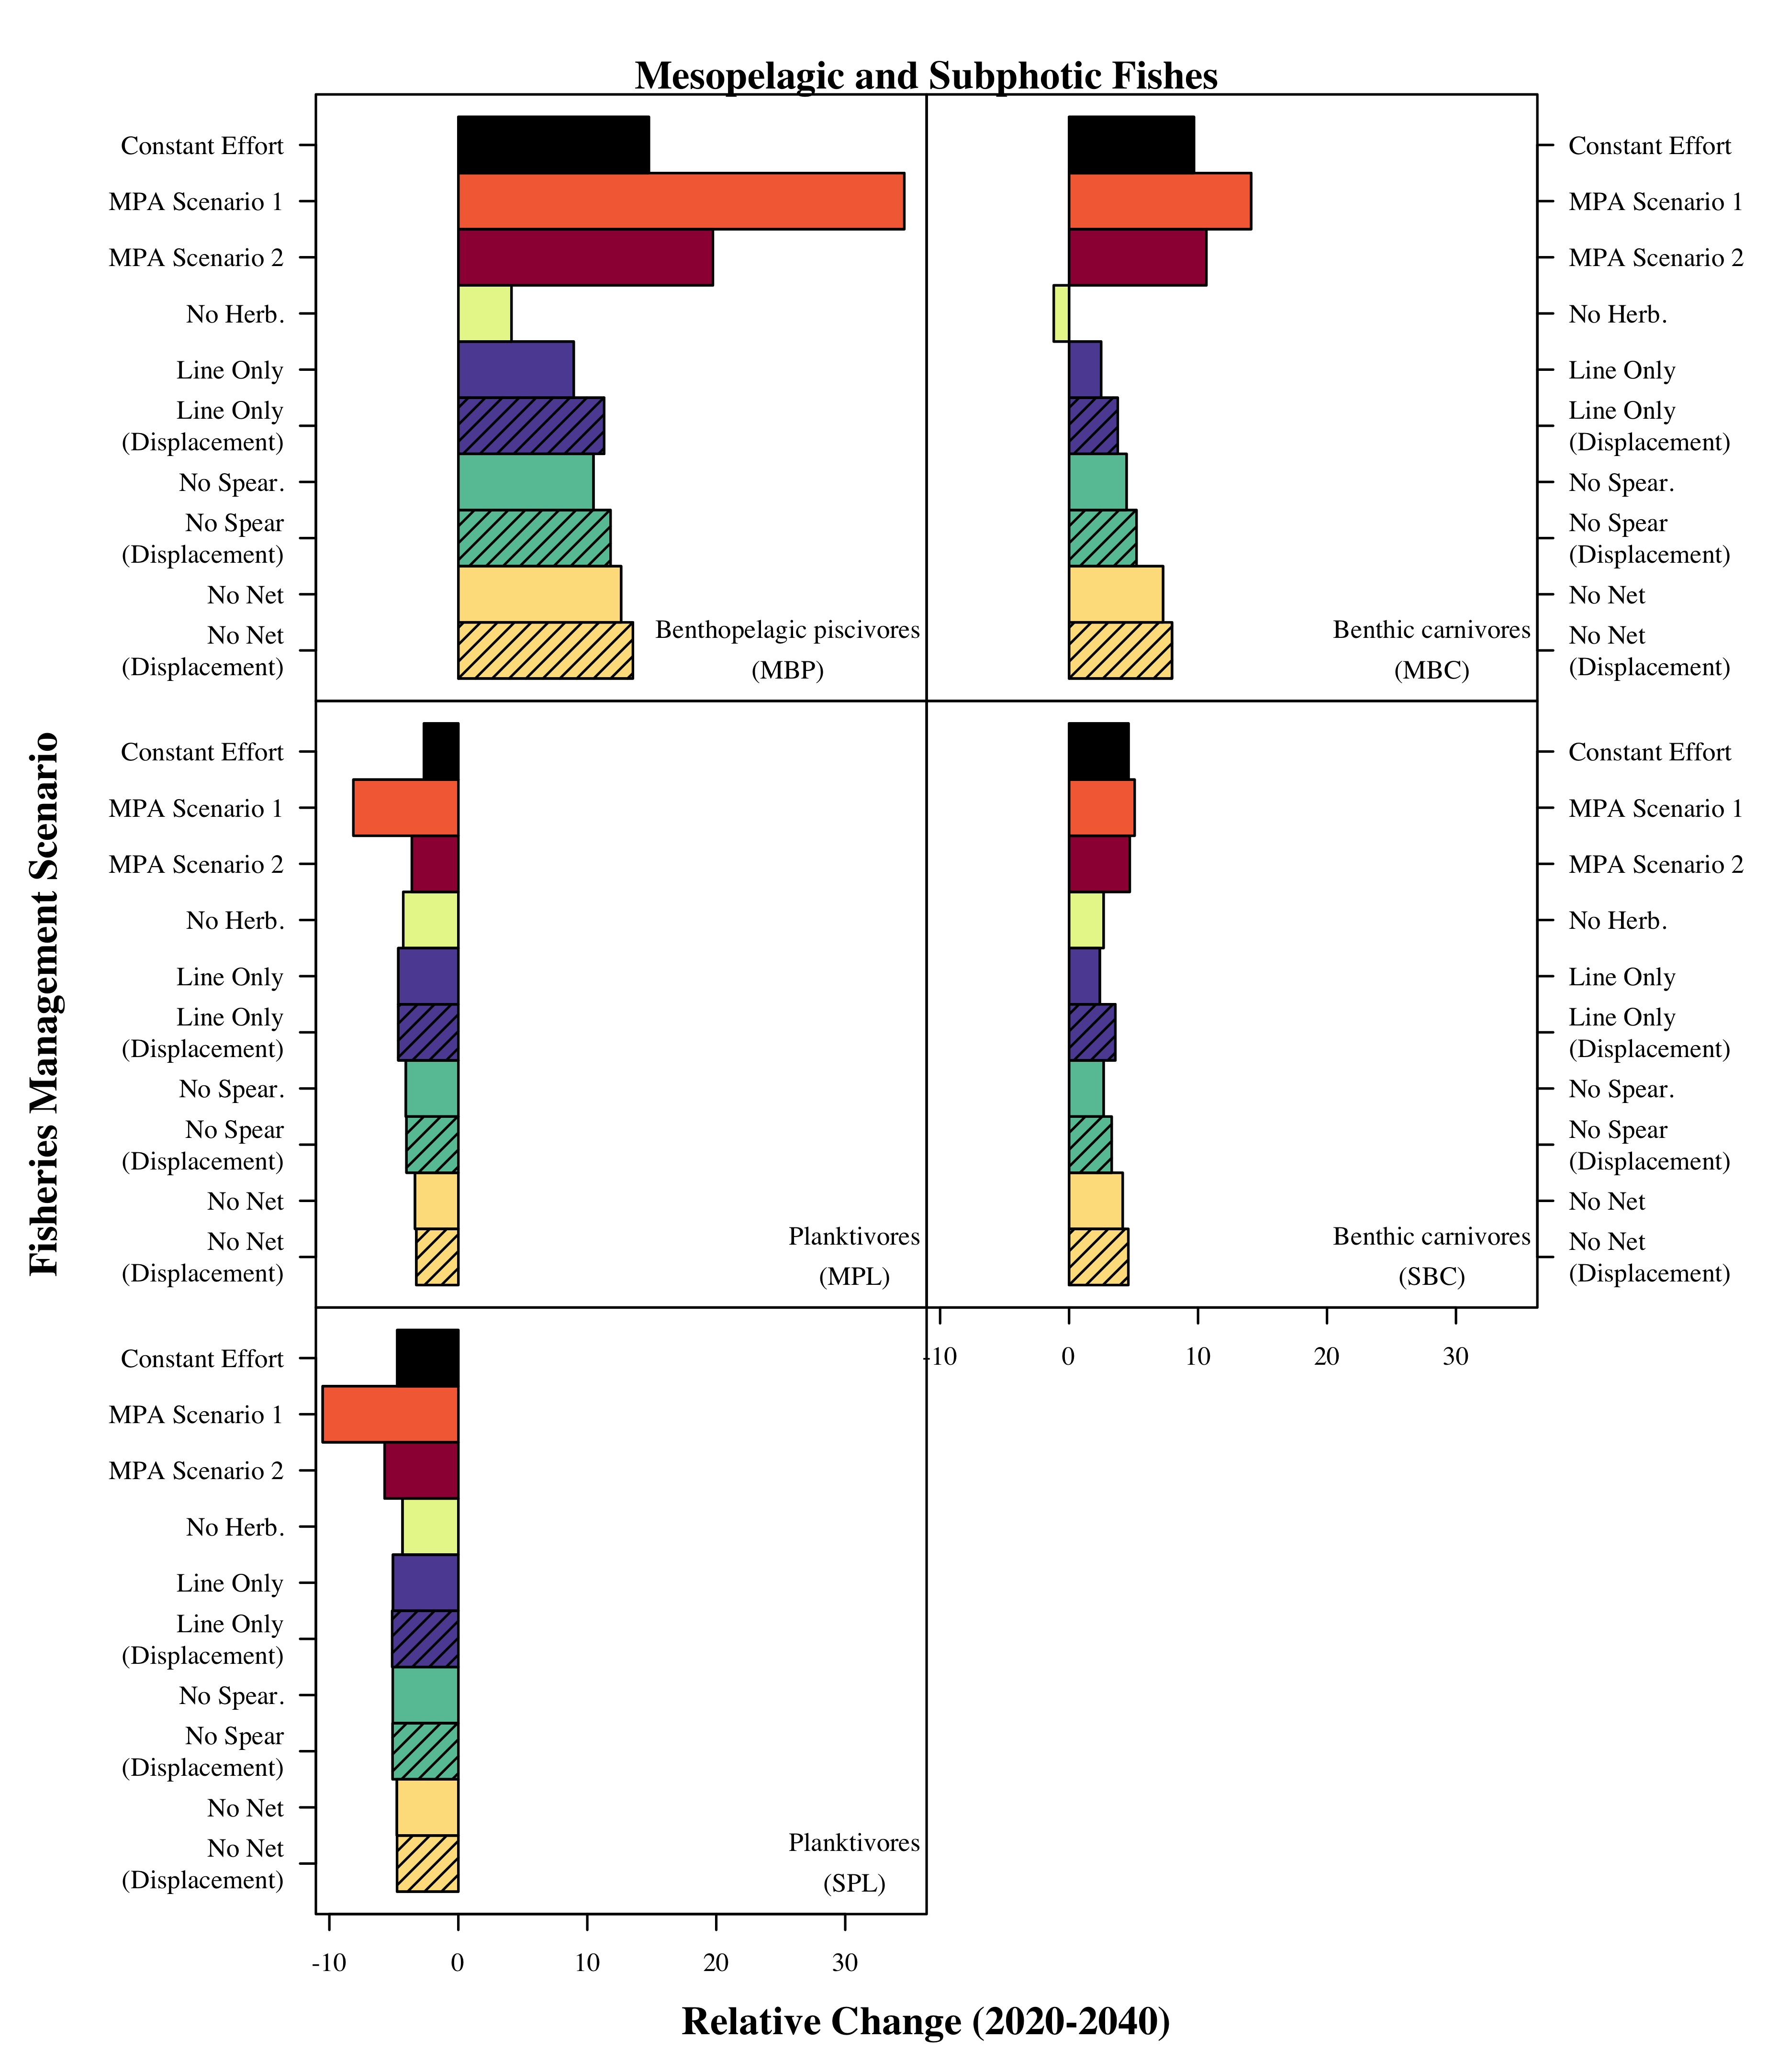 Mesopelagic and Subphotic Fishes
Fisheries Management Scenario
Constant Effort
MPA Scenario 1
MPA Scenario 2
No Herb.
Line Only
Line Only
(Displacement)
No Spear.
No Spear
(Displacement)
No Net
No Net
(Displacement)
Benthopelagic piscivores
(MBP)
Benthic carnivores
(MBC)
Constant Effort
MPA Scenario 1
MPA Scenario 2
No Herb.
Line Only
Line Only
(Displacement)
No Spear.
No Spear
(Displacement)
No Net
No Net
(Displacement)
Constant Effort
MPA Scenario 1
MPA Scenario 2
No Herb.
Line Only
Line Only
(Displacement)
No Spear.
No Spear
(Displacement)
No Net
No Net
(Displacement)
Planktivores
(MPL)
Benthic carnivores
(SBC)
Constant Effort
MPA Scenario 1
MPA Scenario 2
No Herb.
Line Only
Line Only
(Displacement)
No Spear.
No Spear
(Displacement)
No Net
No Net
(Displacement)
-10 0 10 20 30
Constant Effort
MPA Scenario 1
MPA Scenario 2
No Herb.
Line Only
Line Only
(Displacement)
No Spear.
No Spear
(Displacement)
No Net
No Net
(Displacement)
Planktivores
(SPL)
-10 0 10 20 30
Relative Change (2020-2040)